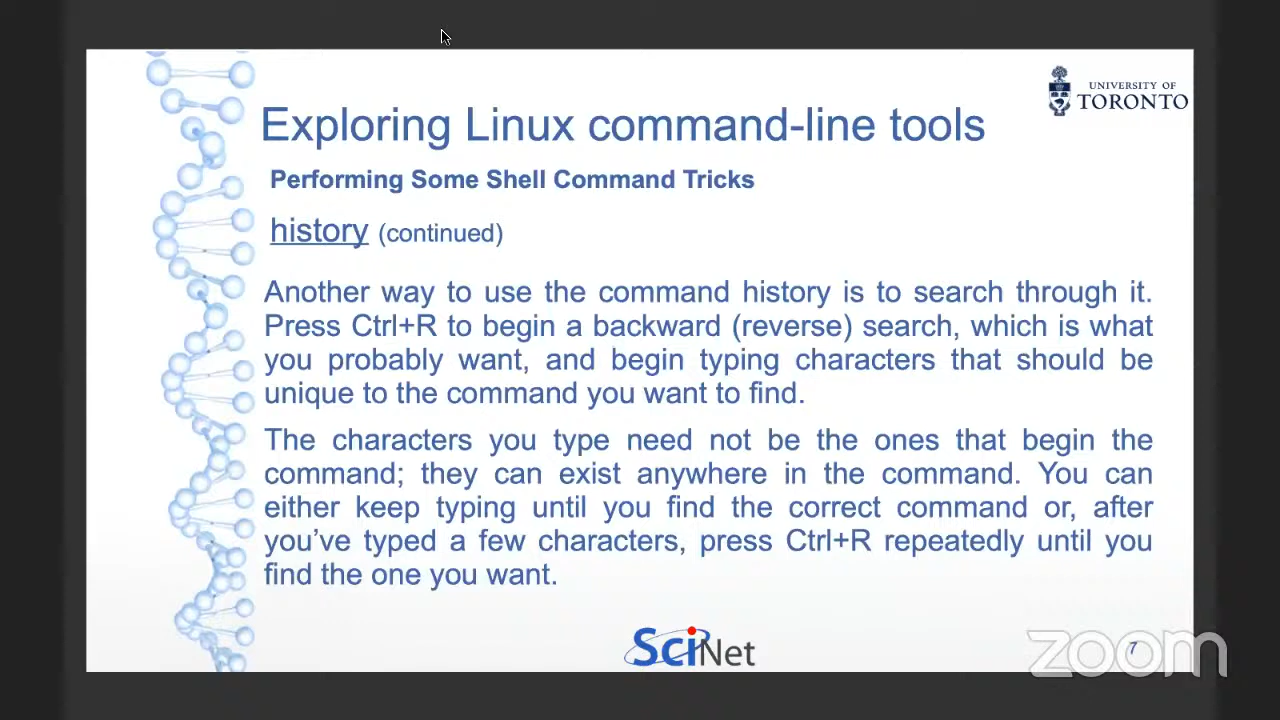 UNIVERSITY OF
TORONTO
Exploring Linux command-line tools
Performing Some Shell Command Tricks
history (continued)
Another way to use the command history is to search through it.
Press Ctrl+R to begin a backward (reverse) search, which is what
you probably want, and begin typing characters that should be
unique to the command you want to find.
The characters you type need not be the ones that begin the
command; they can exist anywhere in the command. You can
either keep typing until you find the correct command or, after
you’ve typed a few characters, press Ctrl+R repeatedly until you
find the one you want.
SciNet
7
zoom